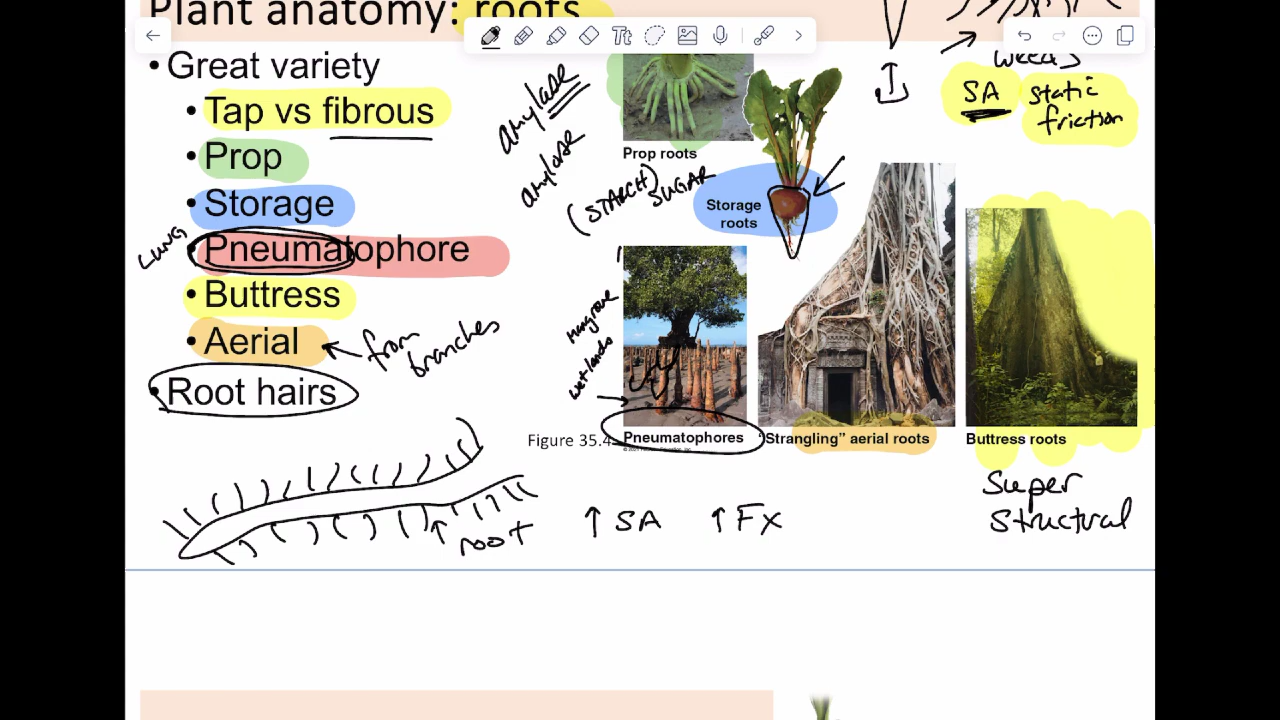 Plant anatomy: roots
• Great variety
• Tap vs fibrous
• Prop
• Storage
LUNG
• Pneumatophore
• Buttress
• Aerial
from
branches
• Root hairs
root
amylase
amylose
(STARCH)
SUGAR
Prop roots
Storage
roots
mangrove
wetlands
Figure 35.4
Pneumatophores
"Strangling" aerial roots
Buttress roots
weeds
SA
static
friction
Super
Structural
↑ SA
↑ Fx